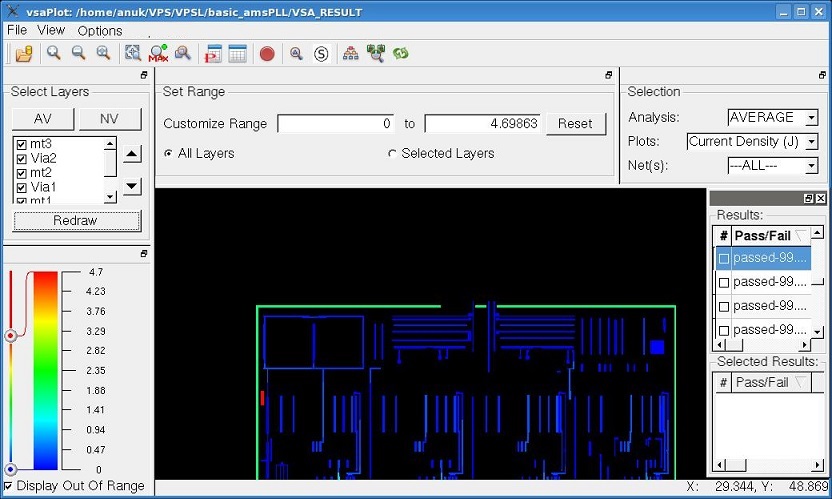 vsaPlot: /home/anuk/VPS/VPSL/basic_amsPLL/VSA_RESULT
File View Options
MAX P S
Select Layers
AV NV
mt3
Via2
mt2
Via1
mt1
Redraw
Set Range
Customize Range 0 to 4.69863 Reset
All Layers Selected Layers
Selection
Analysis: AVERAGE
Plots: Current Density (J)
Net(s): ---ALL---
4.7
4.23
3.76
3.29
2.82
2.35
1.88
1.41
0.94
0.47
0
Display Out Of Range
Results:
# Pass/Fail
passed-99....
passed-99....
passed-99....
passed-99....
Selected Results:
# Pass/Fail
X: 29.344, Y: 48.869